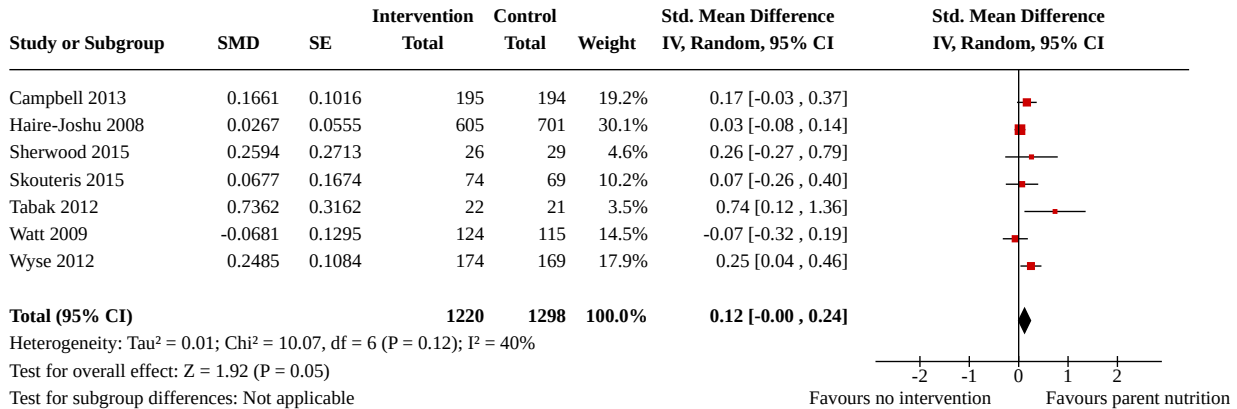 Intervention Control Std. Mean Difference Std. Mean Difference
Study or Subgroup SMD SE Total Total Weight IV, Random, 95% CI IV, Random, 95% CI
Campbell 2013 0.1661 0.1016 195 194 19.2% 0.17 [-0.03 , 0.37]
Haire-Joshu 2008 0.0267 0.0555 605 701 30.1% 0.03 [-0.08 , 0.14]
Sherwood 2015 0.2594 0.2713 26 29 4.6% 0.26 [-0.27 , 0.79]
Skouteris 2015 0.0677 0.1674 74 69 10.2% 0.07 [-0.26 , 0.40]
Tabak 2012 0.7362 0.3162 22 21 3.5% 0.74 [0.12 , 1.36]
Watt 2009 -0.0681 0.1295 124 115 14.5% -0.07 [-0.32 , 0.19]
Wyse 2012 0.2485 0.1084 174 169 17.9% 0.25 [0.04 , 0.46]
Total (95% CI) 1220 1298 100.0% 0.12 [-0.00 , 0.24]
Heterogeneity: Tau² = 0.01; Chi² = 10.07, df = 6 (P = 0.12); I² = 40%
Test for overall effect: Z = 1.92 (P = 0.05) -2 -1 0 1 2
Test for subgroup differences: Not applicable Favours no intervention Favours parent nutrition